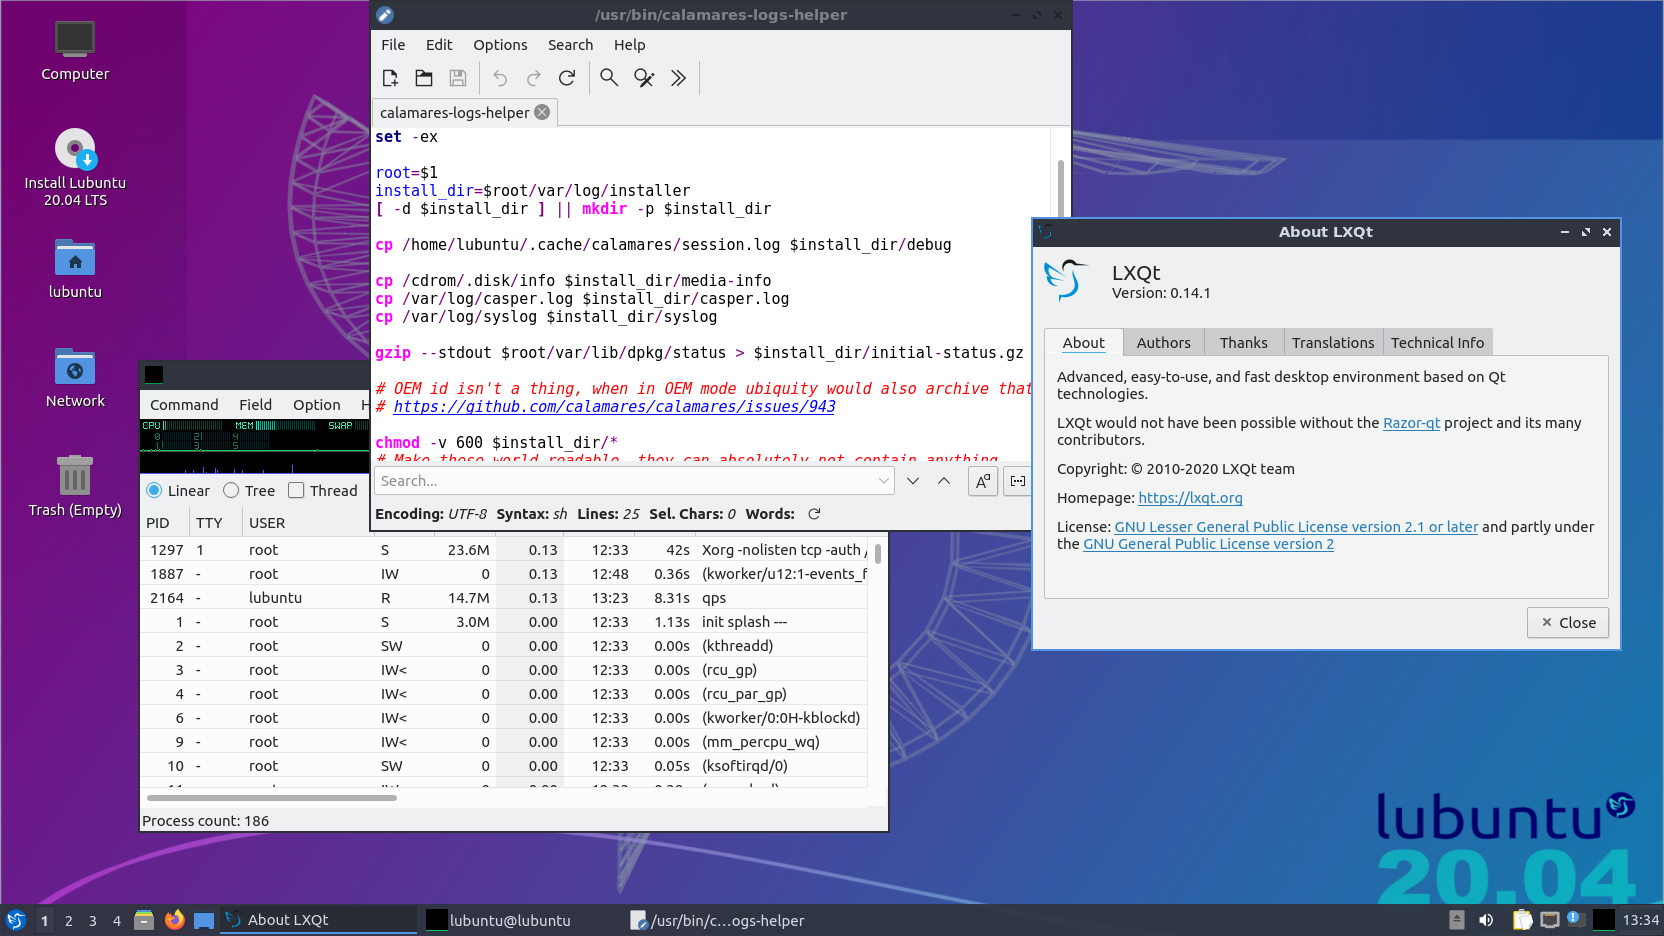 Computer
Install Lubuntu
20.04 LTS
lubuntu
Network
Trash (Empty)
/usr/bin/calamares-logs-helper
File Edit Options Search Help
calamares-logs-helper
set -ex
root=$1
install_dir=$root/var/log/installer
[ -d $install_dir ] || mkdir -p $install_dir
cp /home/lubuntu/.cache/calamares/session.log $install_dir/debug
cp /cdrom/.disk/info $install_dir/media-info
cp /var/log/casper.log $install_dir/casper.log
cp /var/log/syslog $install_dir/syslog
gzip --stdout $root/var/lib/dpkg/status > $install_dir/initial-status.gz
# OEM id isn't a thing, when in OEM mode ubiquity would also archive that
# https://github.com/calamares/calamares/issues/943
chmod -v 600 $install_dir/*
# Make these world readable, they can absolutely not contain anything
Search...
Encoding: UTF-8 Syntax: sh Lines: 25 Sel. Chars: 0 Words:
Command Field Option
CPU MEM SWAP
0 2 4
1 3 5
Linear Tree Thread
PID TTY USER
1297 1 root S 23.6M 0.13 12:33 42s Xorg -nolisten tcp -auth /
1887 - root IW 0 0.13 12:48 0.36s (kworker/u12:1-events_f
2164 - lubuntu R 14.7M 0.13 13:23 8.31s qps
1 - root S 3.0M 0.00 12:33 1.13s init splash ---
2 - root SW 0 0.00 12:33 0.00s (kthreadd)
3 - root IW< 0 0.00 12:33 0.00s (rcu_gp)
4 - root IW< 0 0.00 12:33 0.00s (rcu_par_gp)
6 - root IW< 0 0.00 12:33 0.00s (kworker/0:0H-kblockd)
9 - root IW< 0 0.00 12:33 0.00s (mm_percpu_wq)
10 - root SW 0 0.00 12:33 0.05s (ksoftirqd/0)
Process count: 186
About LXQt
LXQt
Version: 0.14.1
About Authors Thanks Translations Technical Info
Advanced, easy-to-use, and fast desktop environment based on Qt
technologies.
LXQt would not have been possible without the Razor-qt project and its many
contributors.
Copyright: © 2010-2020 LXQt team
Homepage: https://lxqt.org
License: GNU Lesser General Public License version 2.1 or later and partly under
the GNU General Public License version 2
Close
lubuntu
20.04
1 2 3 4 About LXQt lubuntu@lubuntu /usr/bin/c...ogs-helper 13:34